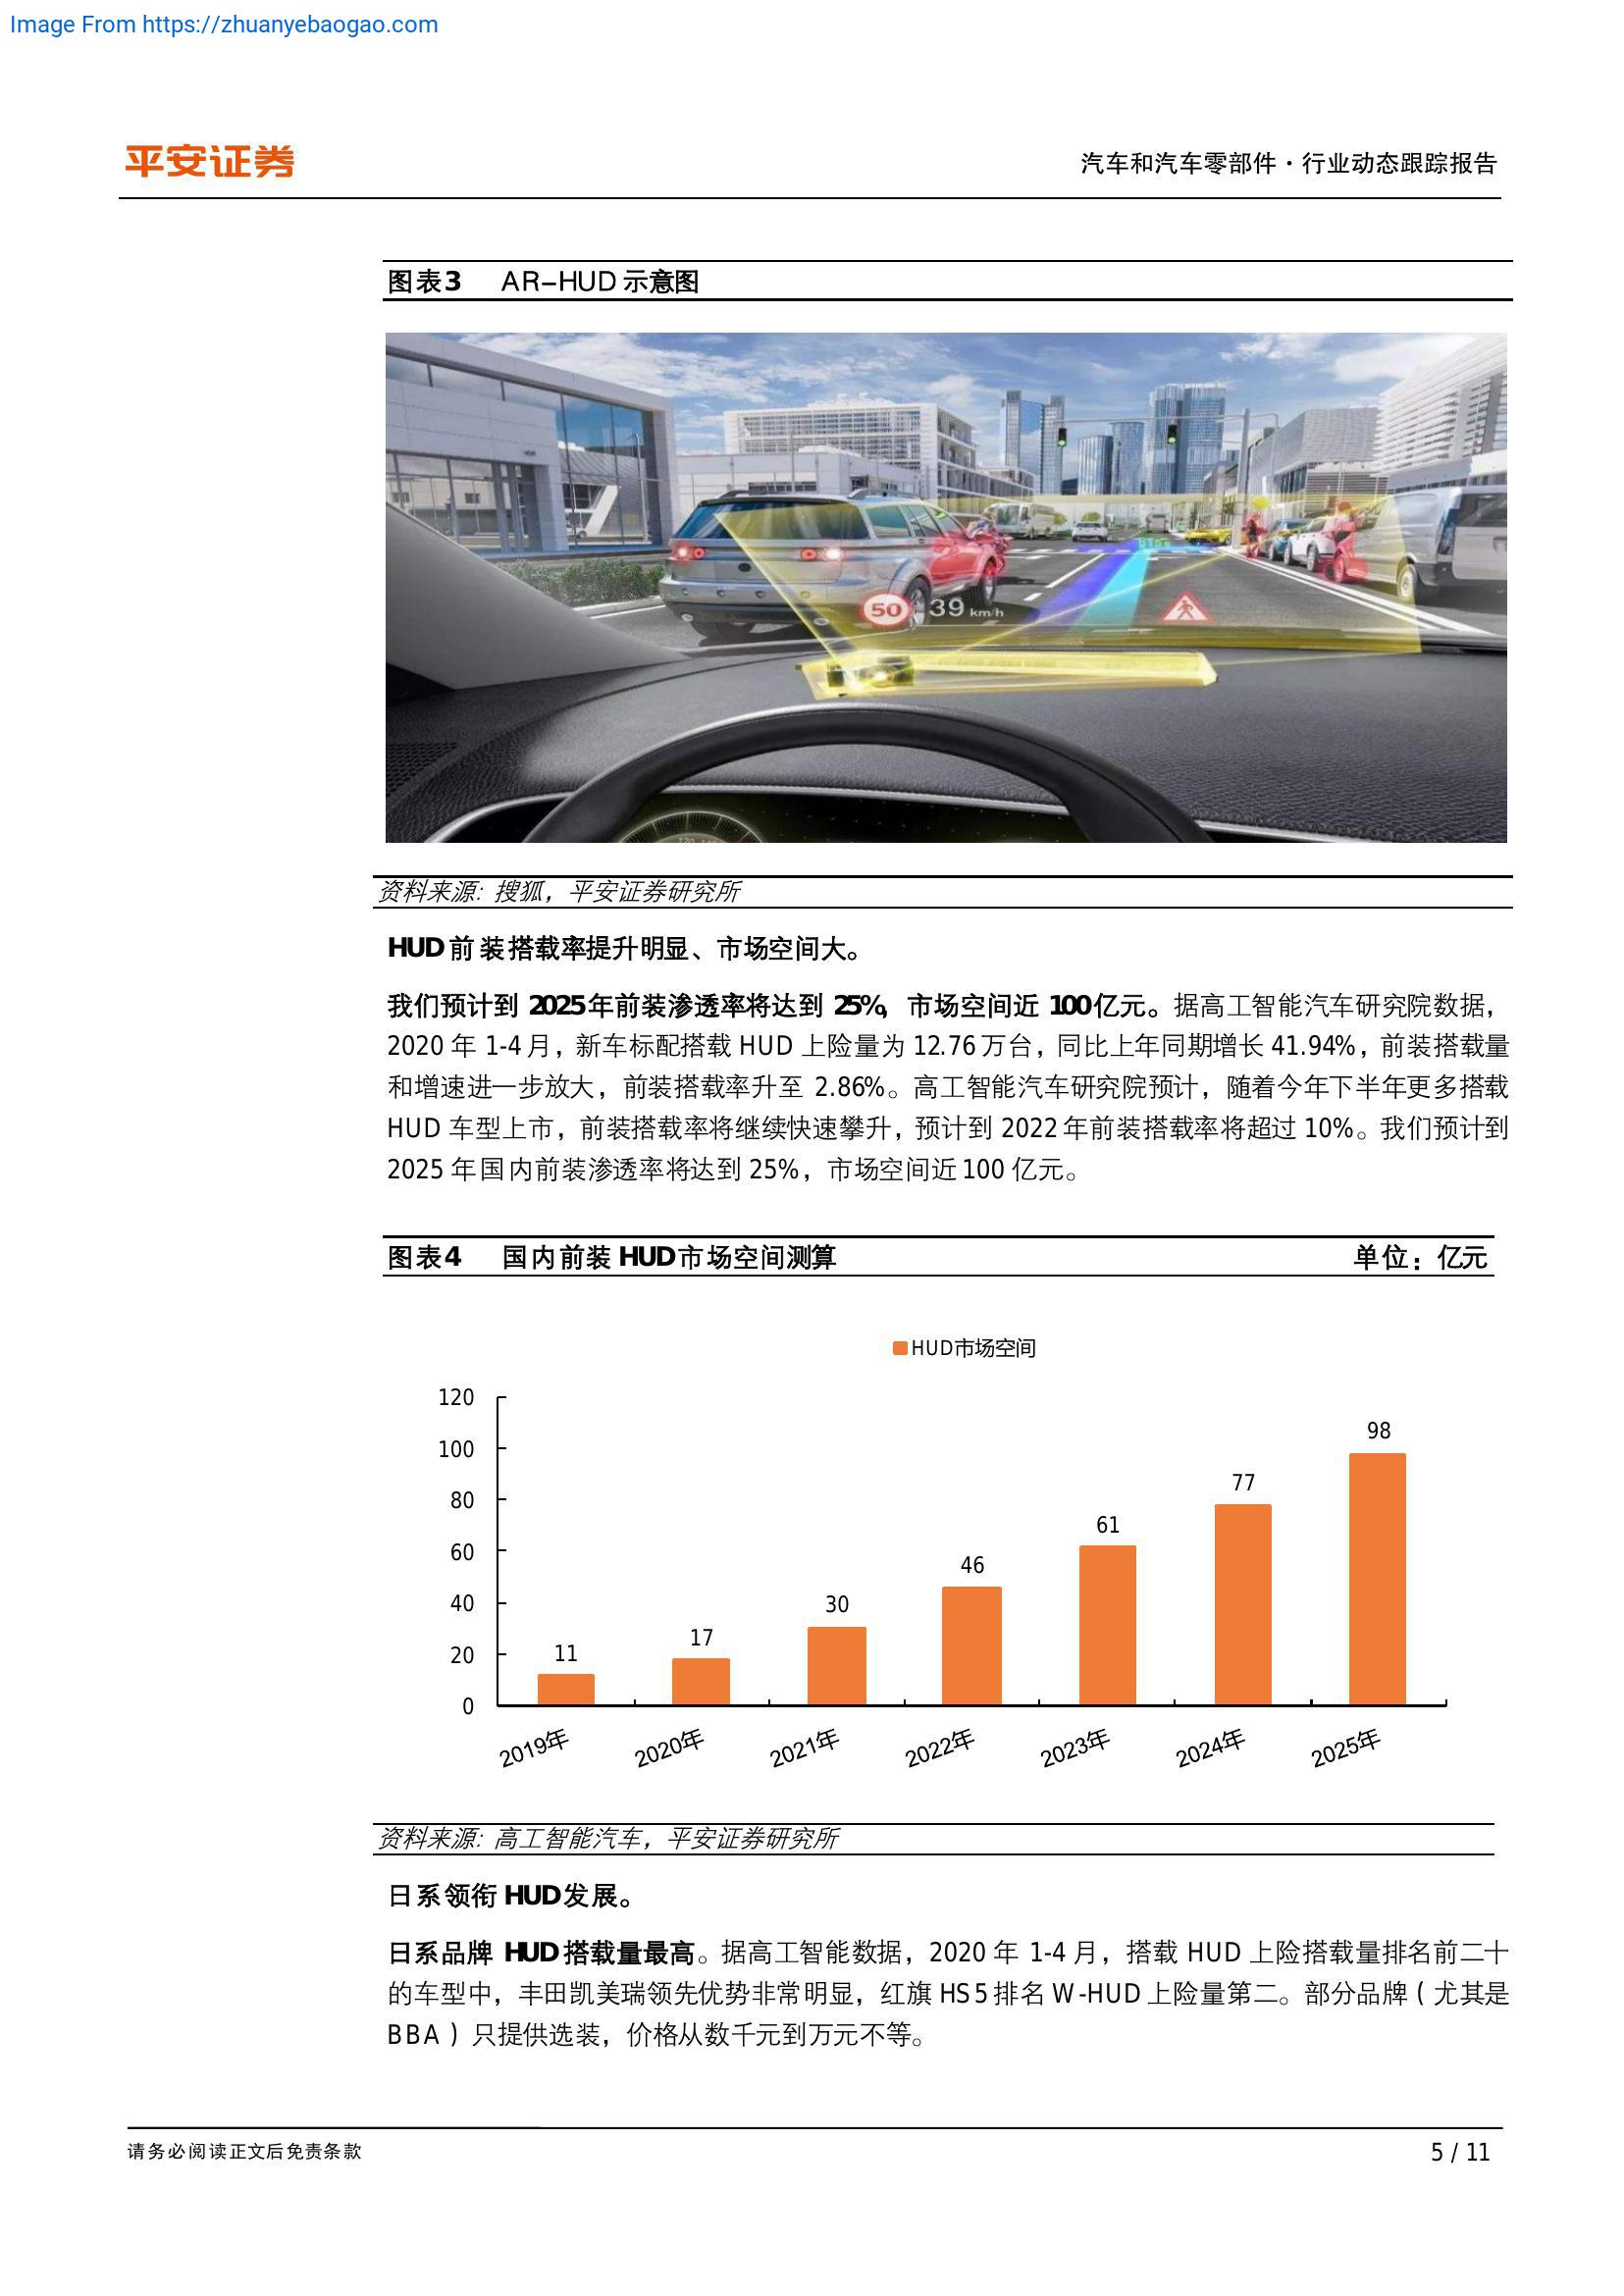 Image From https://zhuanyebaogao.com
平安证券
汽车和汽车零部件·行业动态跟踪报告
图表3 AR-HUD 示意图
50 39 km/h
资料来源: 搜狐，平安证券研究所
HUD 前装搭载率提升明显、市场空间大。
我们预计到 2025 年前装渗透率将达到 25%，市场空间近 100 亿元。据高工智能汽车研究院数据，
2020 年 1-4 月，新车标配搭载 HUD 上险量为 12.76 万台，同比上年同期增长 41.94%，前装搭载量
和增速进一步放大，前装搭载率升至 2.86%。高工智能汽车研究院预计，随着今年下半年更多搭载
HUD 车型上市，前装搭载率将继续快速攀升，预计到 2022 年前装搭载率将超过 10%。我们预计到
2025 年国内前装渗透率将达到 25%，市场空间近 100 亿元。
图表4 国内前装 HUD 市场空间测算 单位：亿元
HUD市场空间
120
100
80
60
40
20
0
11
17
30
46
61
77
98
2019年
2020年
2021年
2022年
2023年
2024年
2025年
资料来源: 高工智能汽车，平安证券研究所
日系领衔 HUD 发展。
日系品牌 HUD 搭载量最高。据高工智能数据，2020 年 1-4 月，搭载 HUD 上险搭载量排名前二十
的车型中，丰田凯美瑞领先优势非常明显，红旗 HS5 排名 W-HUD 上险量第二。部分品牌（尤其是
BBA）只提供选装，价格从数千元到万元不等。
请务必阅读正文后免责条款
5 / 11